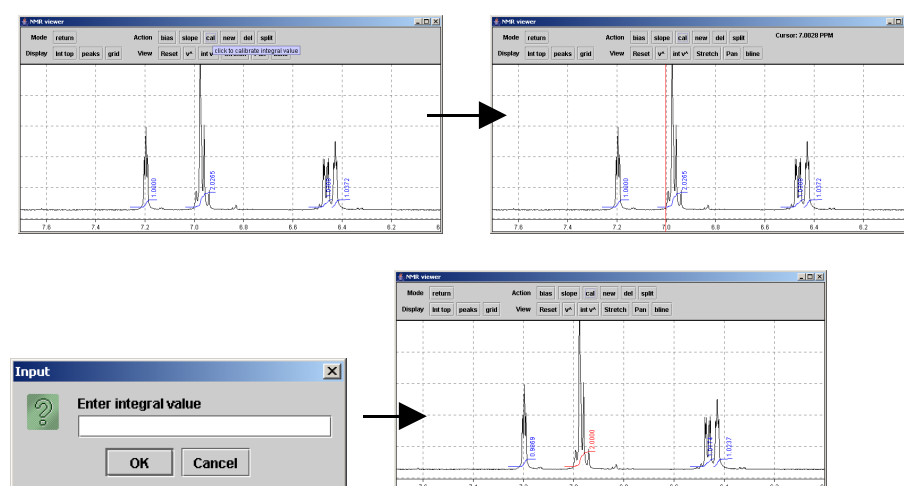 NMR viewer
Mode return Action bias slope cal new del split
Display Int top peaks grid View Reset v^ int v
click to calibrate integral value
1.0000
2.0265
1.0372
7.6 7.4 7.2 7.0 6.8 6.6 6.4 6.2 6
NMR viewer
Mode return Action bias slope cal new del split Cursor: 7.0028 PPM
Display Int top peaks grid View Reset v^ int v^ Stretch Pan bline
1.0000
2.0265
1.0372
7.6 7.4 7.2 7.0 6.8 6.6 6.4 6.2
NMR viewer
Mode return Action bias slope cal new del split
Display Int top peaks grid View Reset v^ int v^ Stretch Pan bline
0.9869
2.0000
1.0237
Input
Enter integral value
OK Cancel